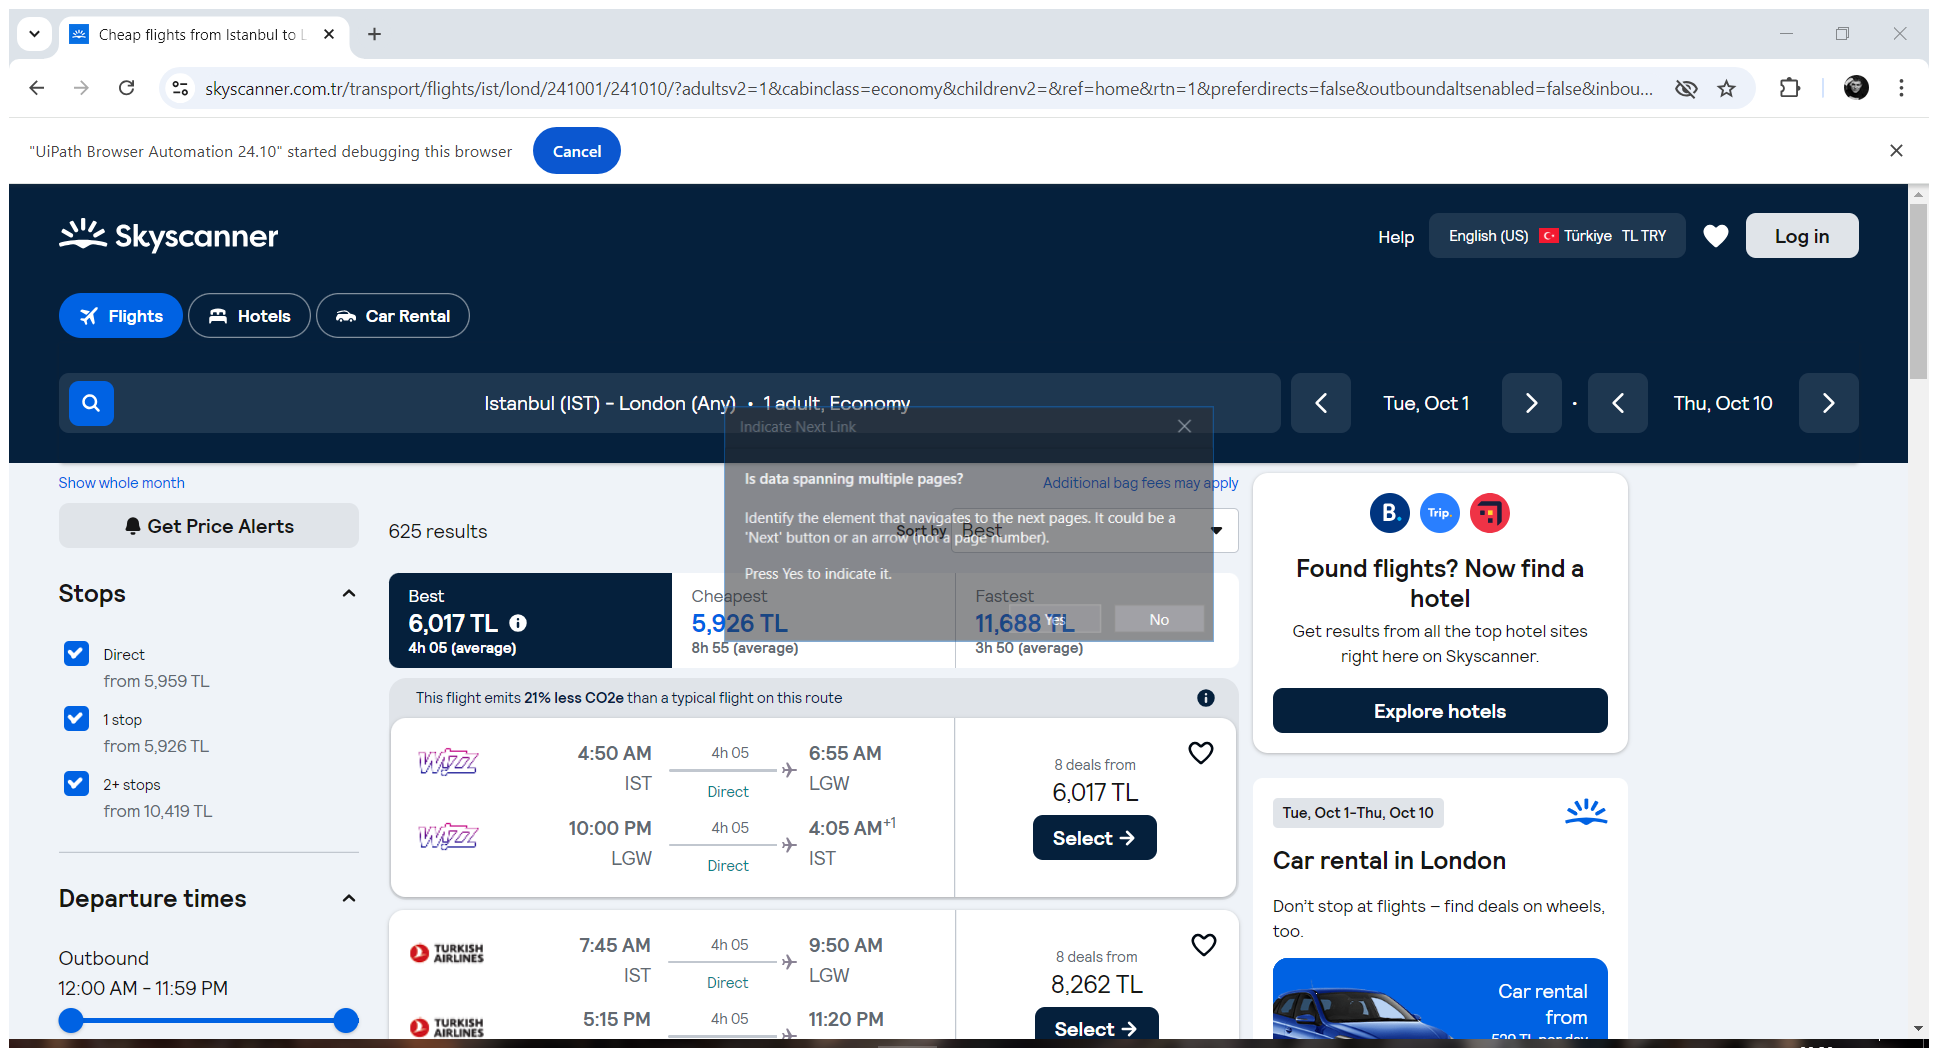 Cheap flights from Istanbul to L
skyscanner.com.tr/transport/flights/ist/lond/241001/241010/?adultsv2=1&cabinclass=economy&childrenv2=&ref=home&rtn=1&preferdirects=false&outboundaltsenabled=false&inbou...
"UiPath Browser Automation 24.10" started debugging this browser
Cancel
Skyscanner
Help
English (US) Türkiye TL TRY
Log in
Flights
Hotels
Car Rental
Istanbul (IST) - London (Any) • 1 adult, Economy
Tue, Oct 1
Thu, Oct 10
Indicate Next Link
Is data spanning multiple pages?
Identify the element that navigates to the next pages. It could be a
'Next' button or an arrow (not a page number).
Press Yes to indicate it.
Yes
No
Show whole month
Additional bag fees may apply
Get Price Alerts
625 results
Sort by
Best
Stops
Direct
from 5,959 TL
1 stop
from 5,926 TL
2+ stops
from 10,419 TL
Departure times
Outbound
12:00 AM - 11:59 PM
Best
6,017 TL
4h 05 (average)
Cheapest
5,926 TL
8h 55 (average)
Fastest
11,688 TL
3h 50 (average)
This flight emits 21% less CO2e than a typical flight on this route
WIZZ
4:50 AM
IST
4h 05
Direct
6:55 AM
LGW
WIZZ
10:00 PM
LGW
4h 05
Direct
4:05 AM+1
IST
8 deals from
6,017 TL
Select →
TURKISH
AIRLINES
7:45 AM
IST
4h 05
Direct
9:50 AM
LGW
TURKISH
AIRLINES
5:15 PM
4h 05
11:20 PM
8 deals from
8,262 TL
Select →
B.
Trip.
Found flights? Now find a
hotel
Get results from all the top hotel sites
right here on Skyscanner.
Explore hotels
Tue, Oct 1-Thu, Oct 10
Car rental in London
Don't stop at flights – find deals on wheels,
too.
Car rental
from